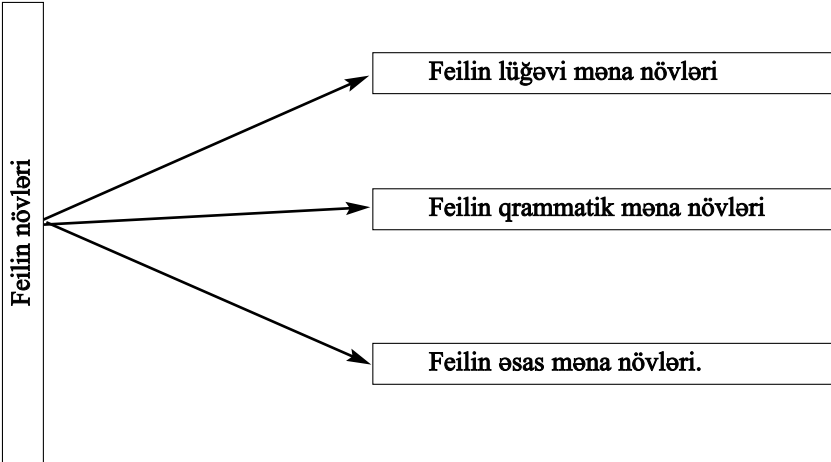 Feilin növləri
Feilin lüğəvi məna növləri
Feilin qrammatik məna növləri
Feilin əsas məna növləri.